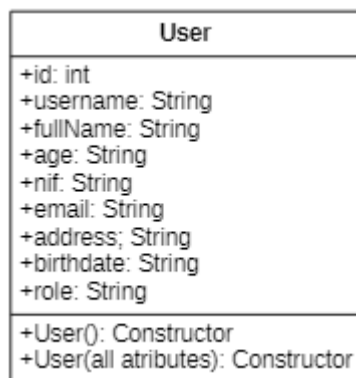 User
+id: int
+username: String
+fullName: String
+age: String
+nif: String
+email: String
+address; String
+birthdate: String
+role: String
+User(): Constructor
+User(all atributes): Constructor